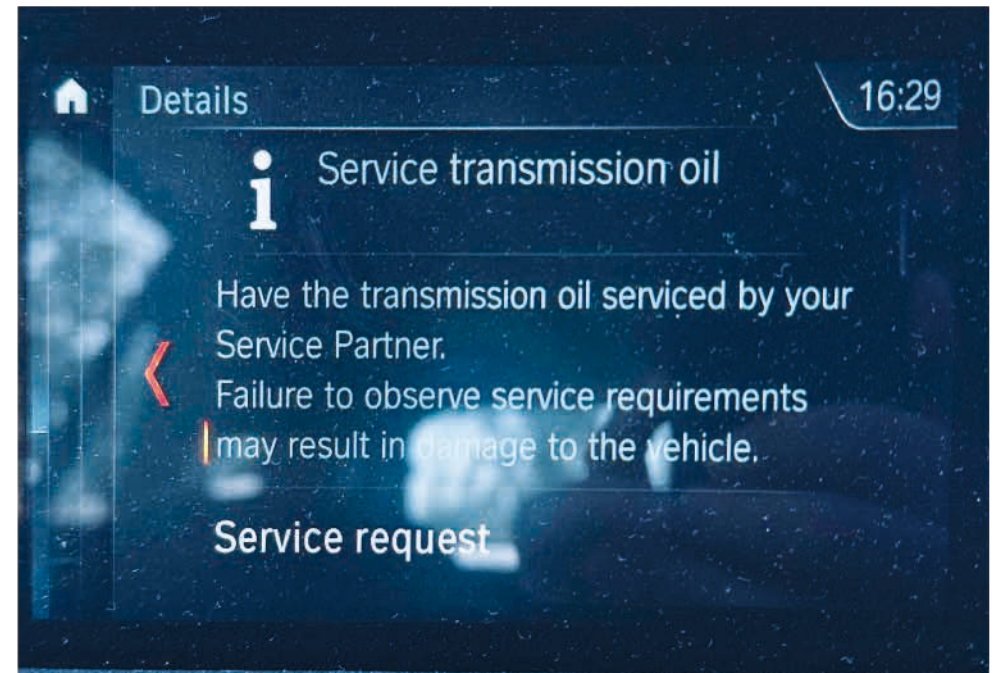 Details
16:29
Service transmission oil
Have the transmission oil serviced by your
Service Partner.
Failure to observe service requirements
may result in damage to the vehicle.
Service request